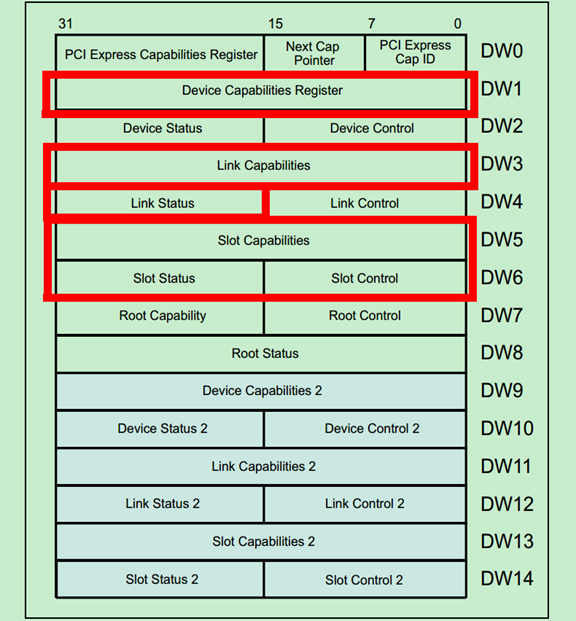 31 15 7 0
PCI Express Capabilities Register Next Cap Pointer PCI Express Cap ID DW0
Device Capabilities Register DW1
Device Status Device Control DW2
Link Capabilities DW3
Link Status Link Control DW4
Slot Capabilities DW5
Slot Status Slot Control DW6
Root Capability Root Control DW7
Root Status DW8
Device Capabilities 2 DW9
Device Status 2 Device Control 2 DW10
Link Capabilities 2 DW11
Link Status 2 Link Control 2 DW12
Slot Capabilities 2 DW13
Slot Status 2 Slot Control 2 DW14